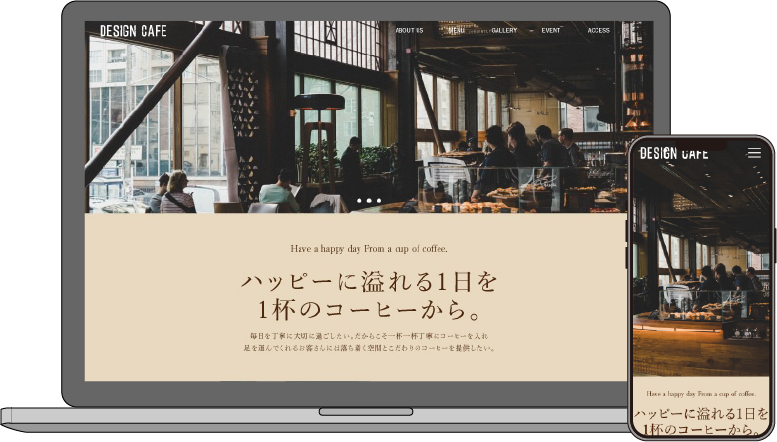 DESIGN CAFE
ABOUT US MENU GALLERY EVENT ACCESS
Have a happy day From a cup of coffee.
ハッピーに溢れる1日を
1杯のコーヒーから。
毎日を丁寧に大切に過ごしたい。だからこそ一杯一杯丁寧にコーヒーを入れ
足を運んでくれるお客さんには落ち着く空間とこだわりのコーヒーを提供したい。
DESIGN CAFE
Have a happy day From a cup of coffee.
ハッピーに溢れる1日を
1杯のコーヒーから。